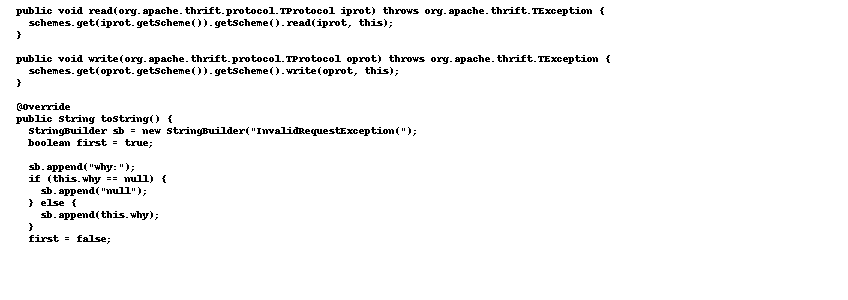 public void read(org.apache.thrift.protocol.TProtocol iprot) throws org.apache.thrift.TException {
  schemes.get(iprot.getScheme()).getScheme().read(iprot, this);
}

public void write(org.apache.thrift.protocol.TProtocol oprot) throws org.apache.thrift.TException {
  schemes.get(oprot.getScheme()).getScheme().write(oprot, this);
}

@Override
public String toString() {
  StringBuilder sb = new StringBuilder("InvalidRequestException(");
  boolean first = true;

  sb.append("why:");
  if (this.why == null) {
    sb.append("null");
  } else {
    sb.append(this.why);
  }
  first = false;